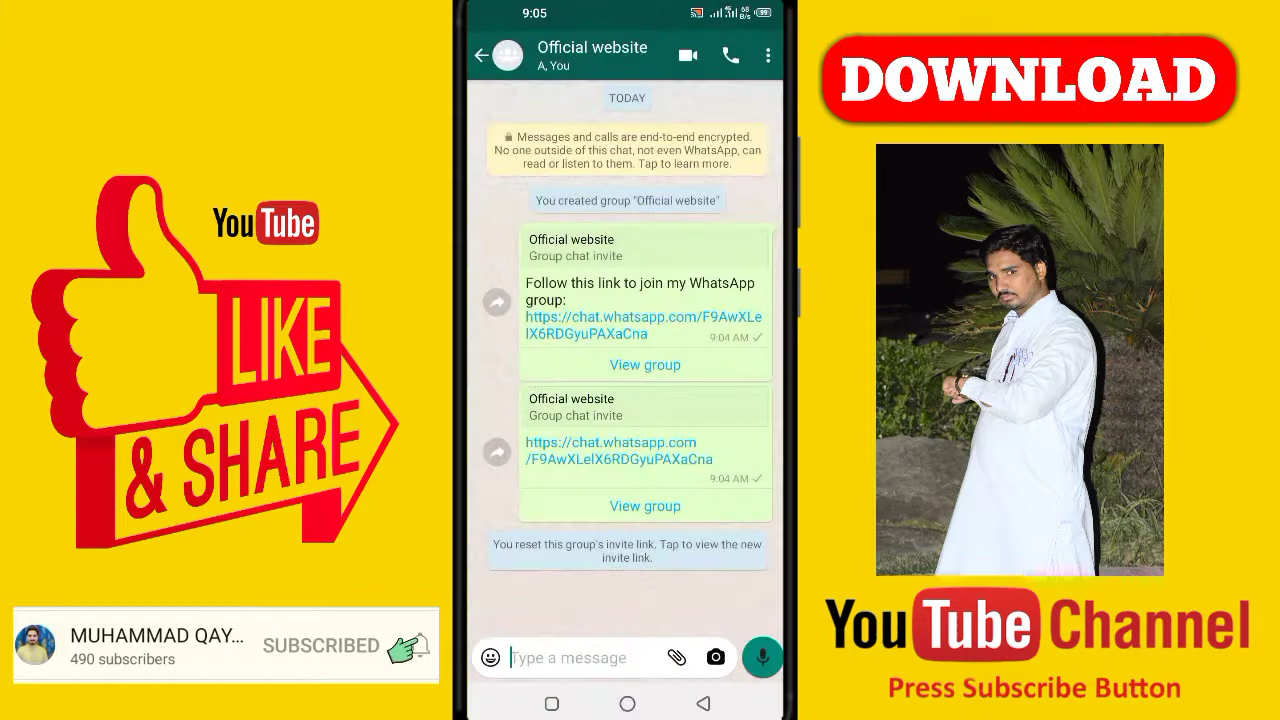 YouTube
LIKE
& SHARE
MUHAMMAD QAY...
490 subscribers
SUBSCRIBED
9:05
4G
68
B/s
99
Official website
A, You
TODAY
Messages and calls are end-to-end encrypted.
No one outside of this chat, not even WhatsApp, can
read or listen to them. Tap to learn more.
You created group "Official website"
Official website
Group chat invite
Follow this link to join my WhatsApp
group:
https://chat.whatsapp.com/F9AwXLe
lX6RDGyuPAXaCna
9:04 AM
View group
Official website
Group chat invite
https://chat.whatsapp.com
/F9AwXLelX6RDGyuPAXaCna
9:04 AM
View group
You reset this group's invite link. Tap to view the new
invite link.
Type a message
DOWNLOAD
YouTube Channel
Press Subscribe Button